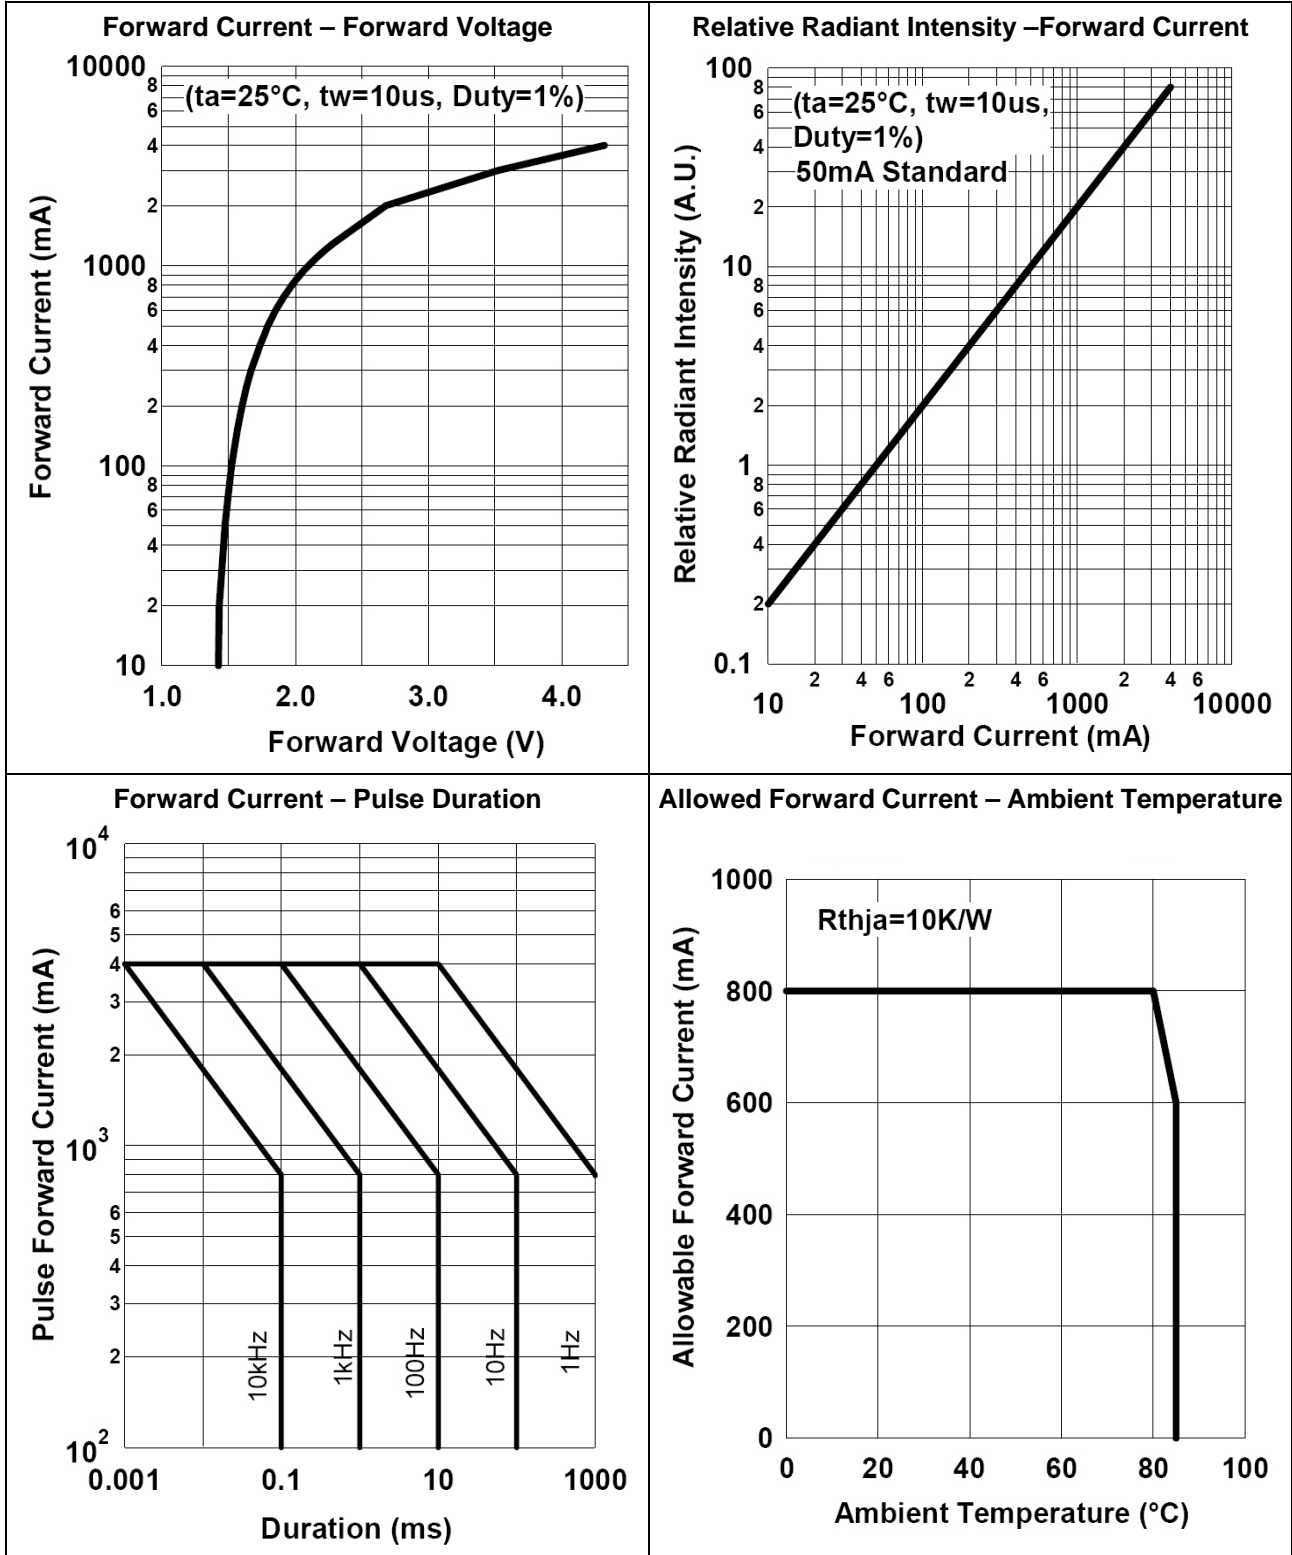 Forward Current – Forward Voltage
10000
8
6
4
2
1000
8
6
4
2
100
8
6
4
2
10
(ta=25°C, tw=10us, Duty=1%)
Forward Current (mA)
1.0 2.0 3.0 4.0
Forward Voltage (V)
Relative Radiant Intensity –Forward Current
100
8
6
4
2
10
8
6
4
2
1
8
6
4
2
0.1
(ta=25°C, tw=10us,
Duty=1%)
50mA Standard
Relative Radiant Intensity (A.U.)
2 4 6 2 4 6 2 4 6
10 100 1000 10000
Forward Current (mA)
Forward Current – Pulse Duration
10⁴
6
5
4
3
2
10³
6
5
4
3
2
10²
Pulse Forward Current (mA)
10kHz
1kHz
100Hz
10Hz
1Hz
0.001 0.1 10 1000
Duration (ms)
Allowed Forward Current – Ambient Temperature
1000
800
600
400
200
0
Rthja=10K/W
Allowable Forward Current (mA)
0 20 40 60 80 100
Ambient Temperature (°C)